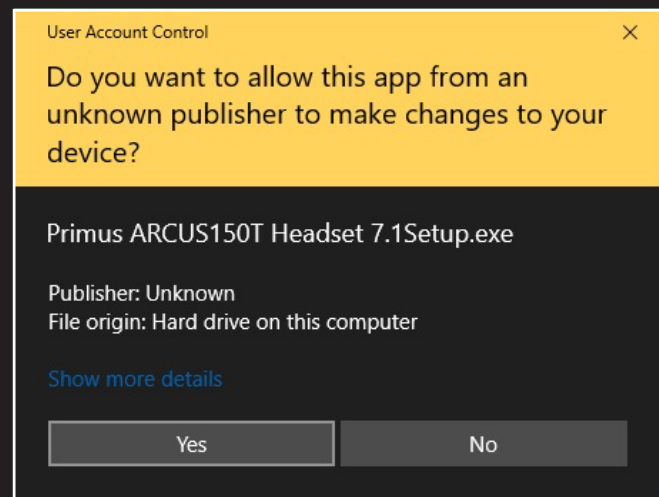 User Account Control
Do you want to allow this app from an
unknown publisher to make changes to your
device?
Primus ARCUS150T Headset 7.1Setup.exe
Publisher: Unknown
File origin: Hard drive on this computer
Show more details
Yes
No